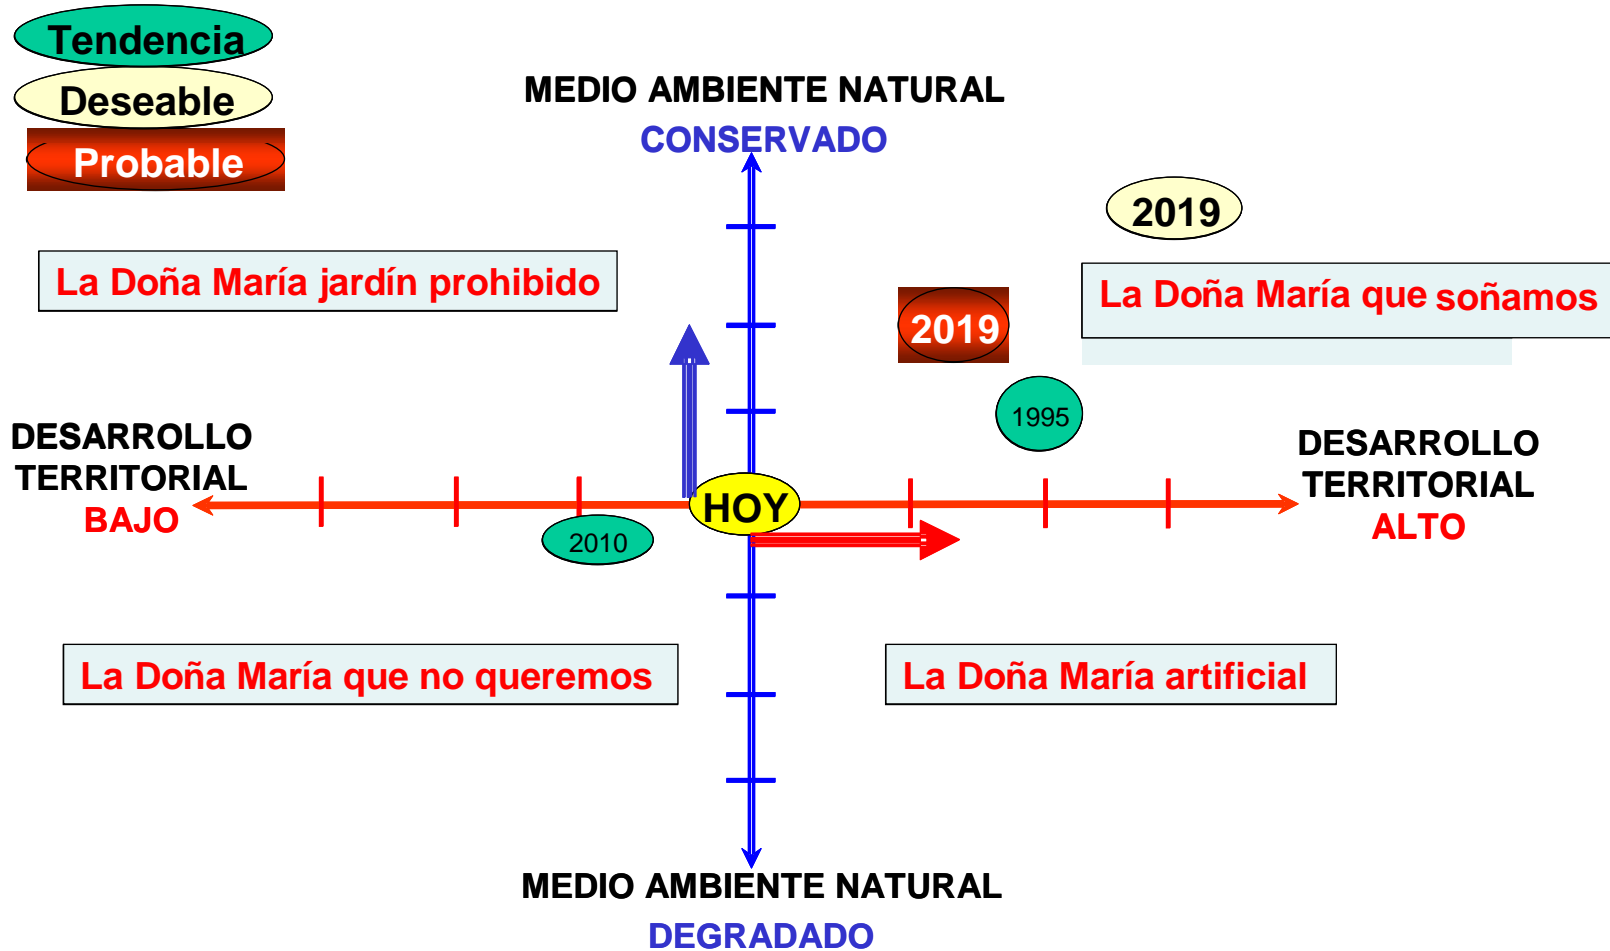 Tendencia
Deseable
Probable
MEDIO AMBIENTE NATURAL
CONSERVADO
2019
La Doña María jardín prohibido
La Doña María que soñamos
2019
1995
DESARROLLO
TERRITORIAL
BAJO
HOY
DESARROLLO
TERRITORIAL
ALTO
2010
La Doña María que no queremos
La Doña María artificial
MEDIO AMBIENTE NATURAL
DEGRADADO